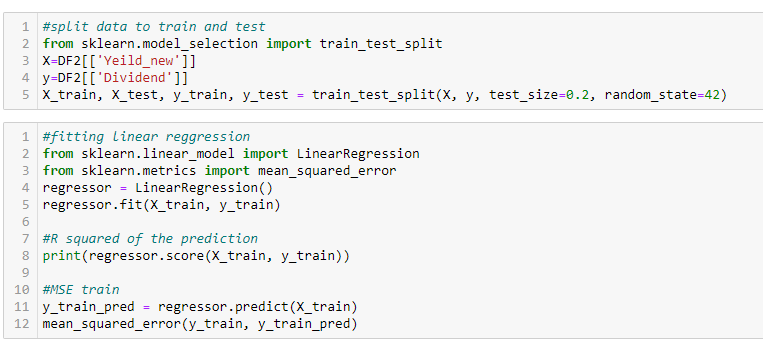 1 #split data to train and test
2 from sklearn.model_selection import train_test_split
3 X=DF2[['Yeild_new']]
4 y=DF2[['Dividend']]
5 X_train, X_test, y_train, y_test = train_test_split(X, y, test_size=0.2, random_state=42)
1 #fitting linear reggression
2 from sklearn.linear_model import LinearRegression
3 from sklearn.metrics import mean_squared_error
4 regressor = LinearRegression()
5 regressor.fit(X_train, y_train)
6
7 #R squared of the prediction
8 print(regressor.score(X_train, y_train))
9
10 #MSE train
11 y_train_pred = regressor.predict(X_train)
12 mean_squared_error(y_train, y_train_pred)